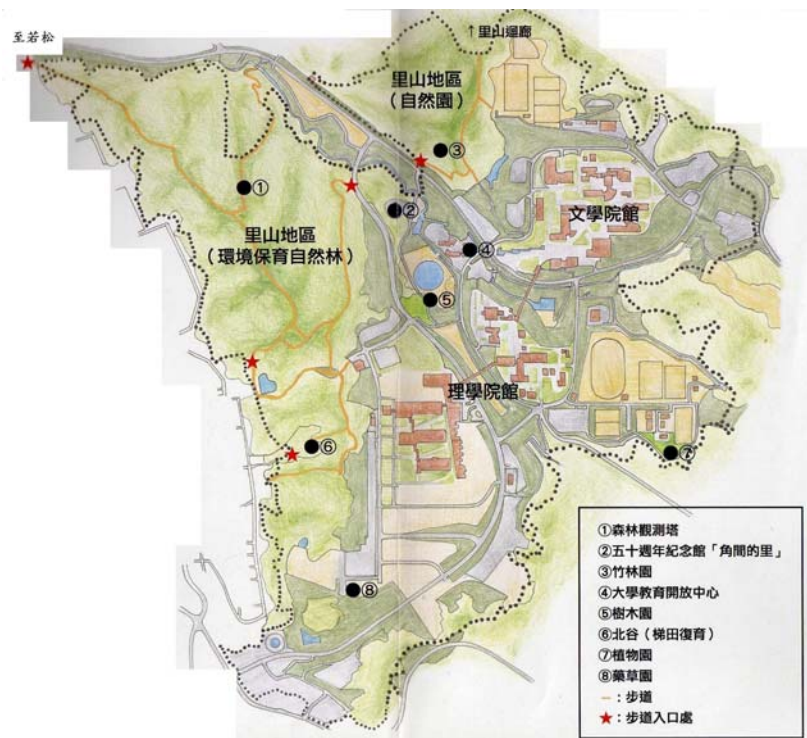 至若松
↑里山迴廊
里山地區
（自然園）
③
①
②
文學院館
里山地區
（環境保育自然林）
④
⑤
理學院館
⑥
⑦
⑧
①森林觀測塔
②五十週年紀念館「角間的里」
③竹林園
④大學教育開放中心
⑤樹木園
⑥北谷（梯田復育）
⑦植物園
⑧藥草園
－：步道
★：步道入口處